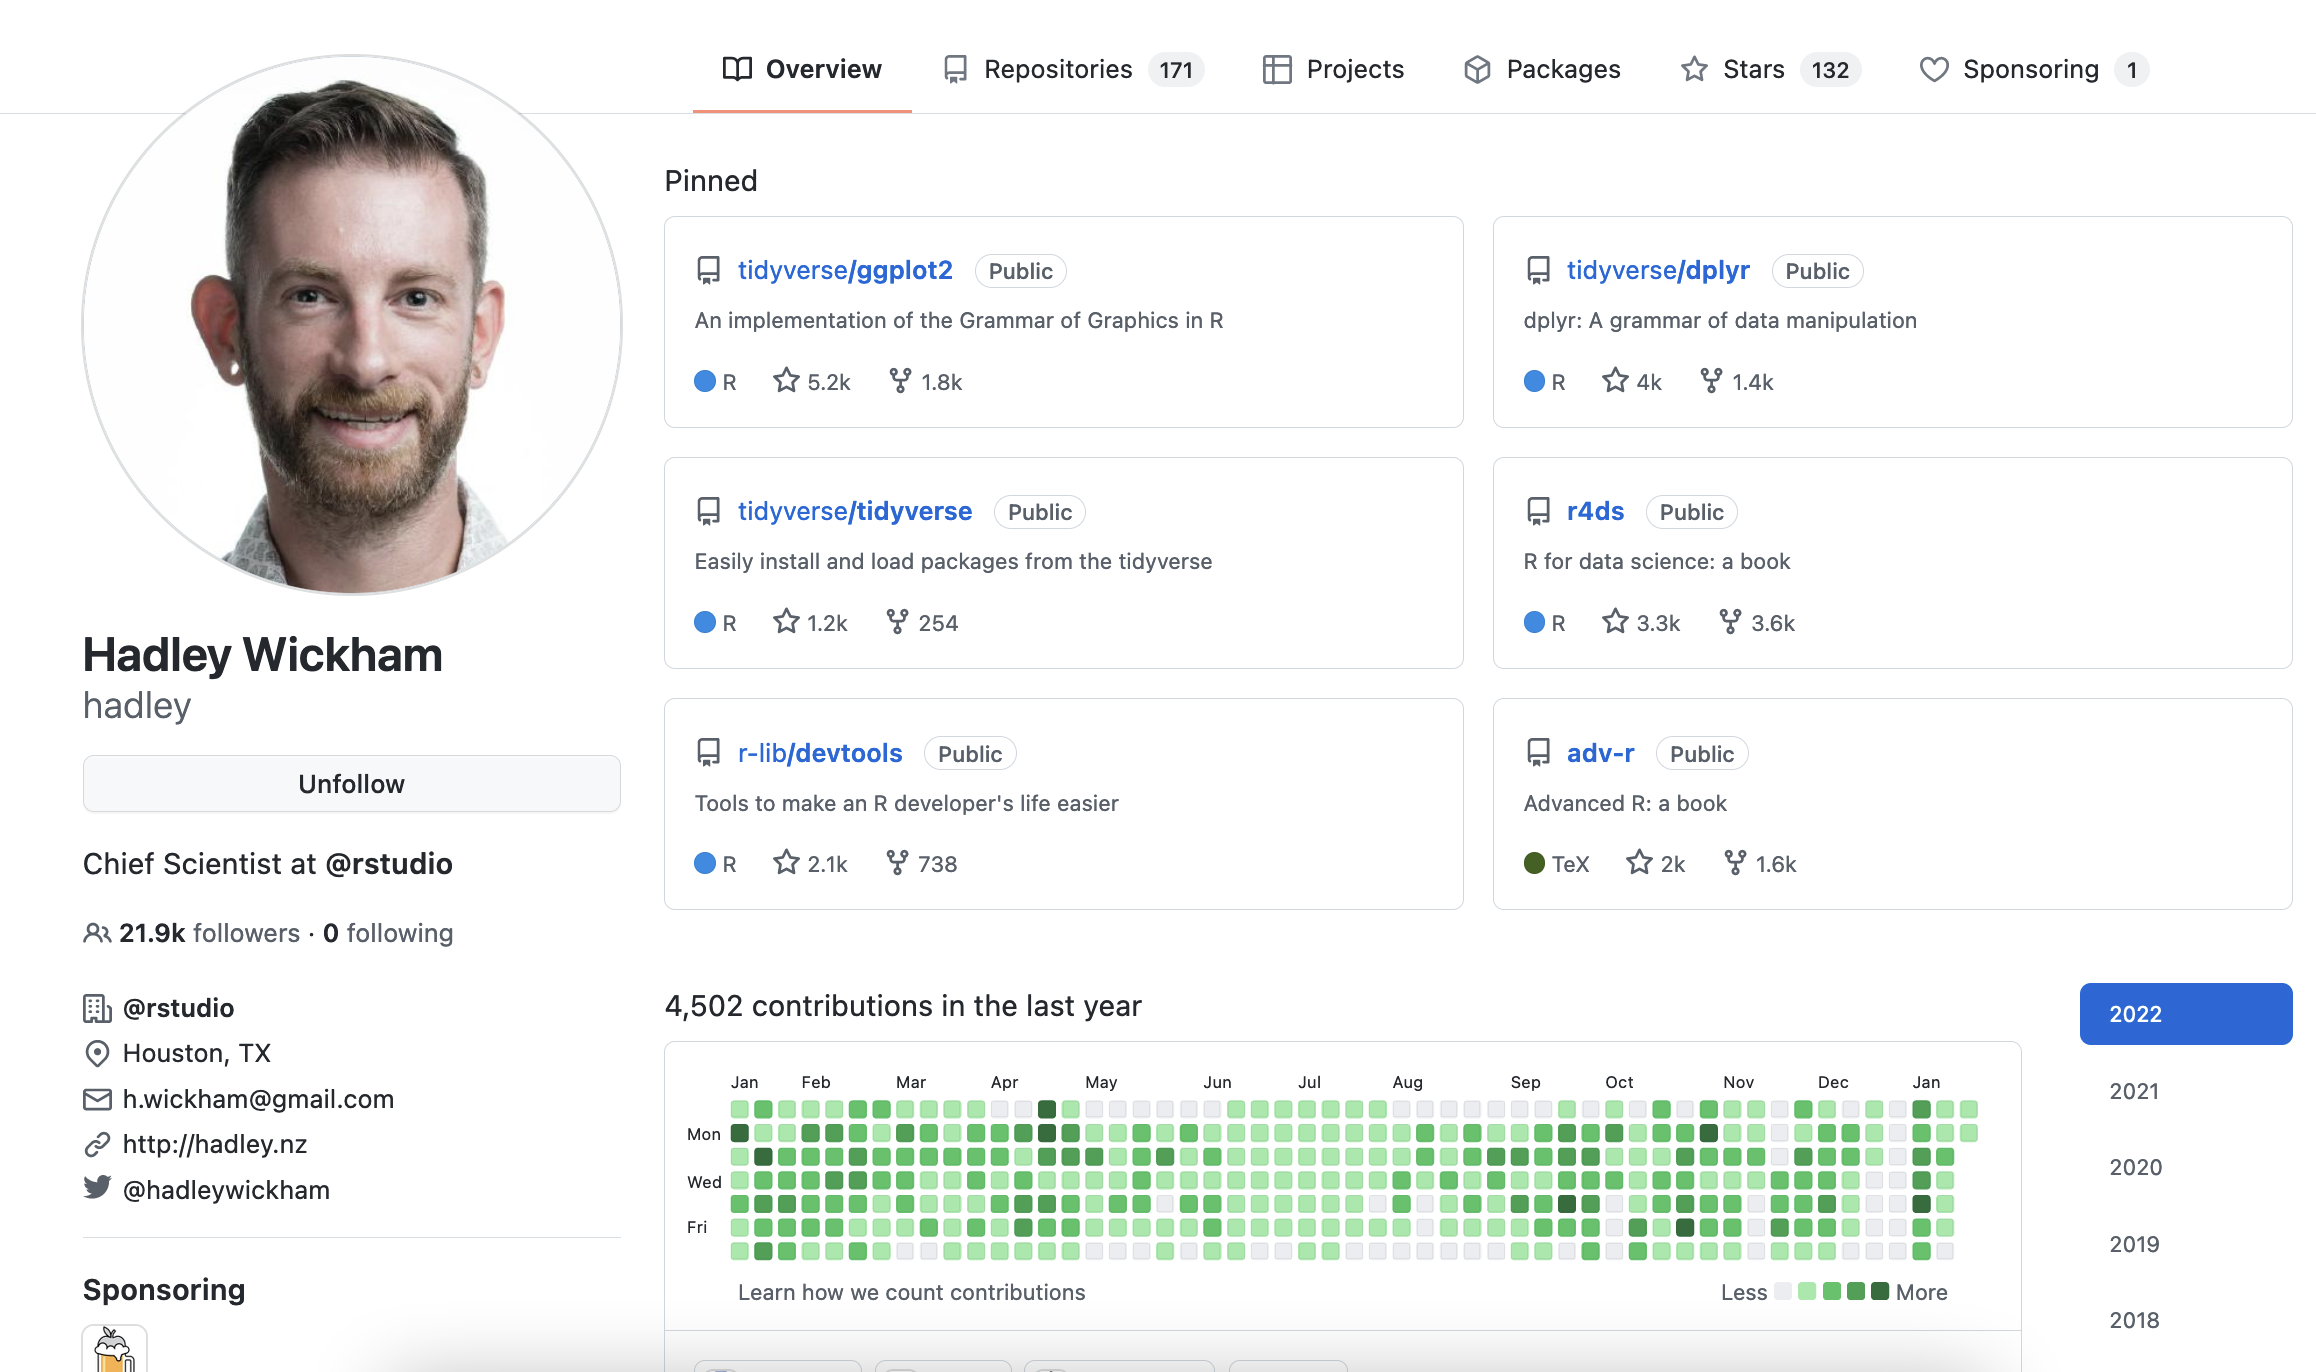 Overview Repositories 171 Projects Packages Stars 132 Sponsoring 1
Hadley Wickham
hadley
Unfollow
Chief Scientist at @rstudio
21.9k followers · 0 following
@rstudio
Houston, TX
h.wickham@gmail.com
http://hadley.nz
@hadleywickham
Sponsoring
Pinned
tidyverse/ggplot2 Public
An implementation of the Grammar of Graphics in R
R 5.2k 1.8k
tidyverse/dplyr Public
dplyr: A grammar of data manipulation
R 4k 1.4k
tidyverse/tidyverse Public
Easily install and load packages from the tidyverse
R 1.2k 254
r4ds Public
R for data science: a book
R 3.3k 3.6k
r-lib/devtools Public
Tools to make an R developer's life easier
R 2.1k 738
adv-r Public
Advanced R: a book
TeX 2k 1.6k
4,502 contributions in the last year
Jan Feb Mar Apr May Jun Jul Aug Sep Oct Nov Dec Jan
Mon
Wed
Fri
Learn how we count contributions
Less More
2022
2021
2020
2019
2018